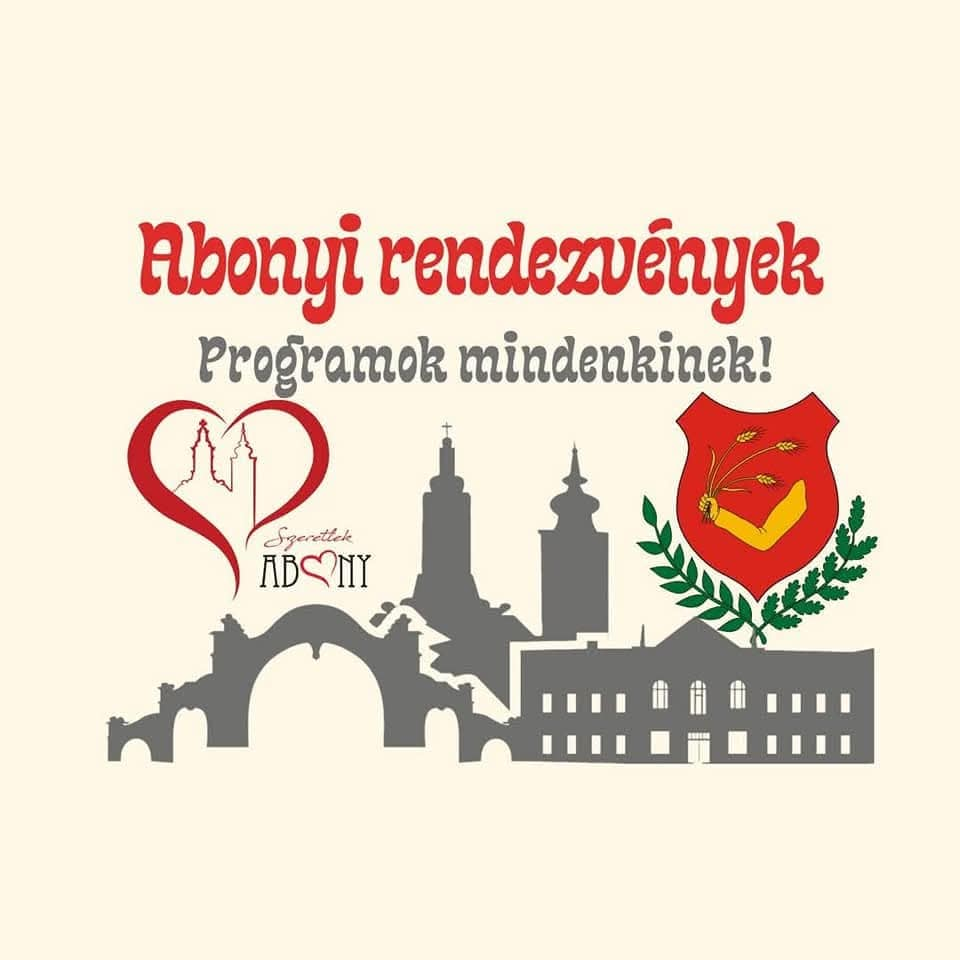 Abonyi rendezvények
Programok mindenkinek!
Szeretlek
ABONY